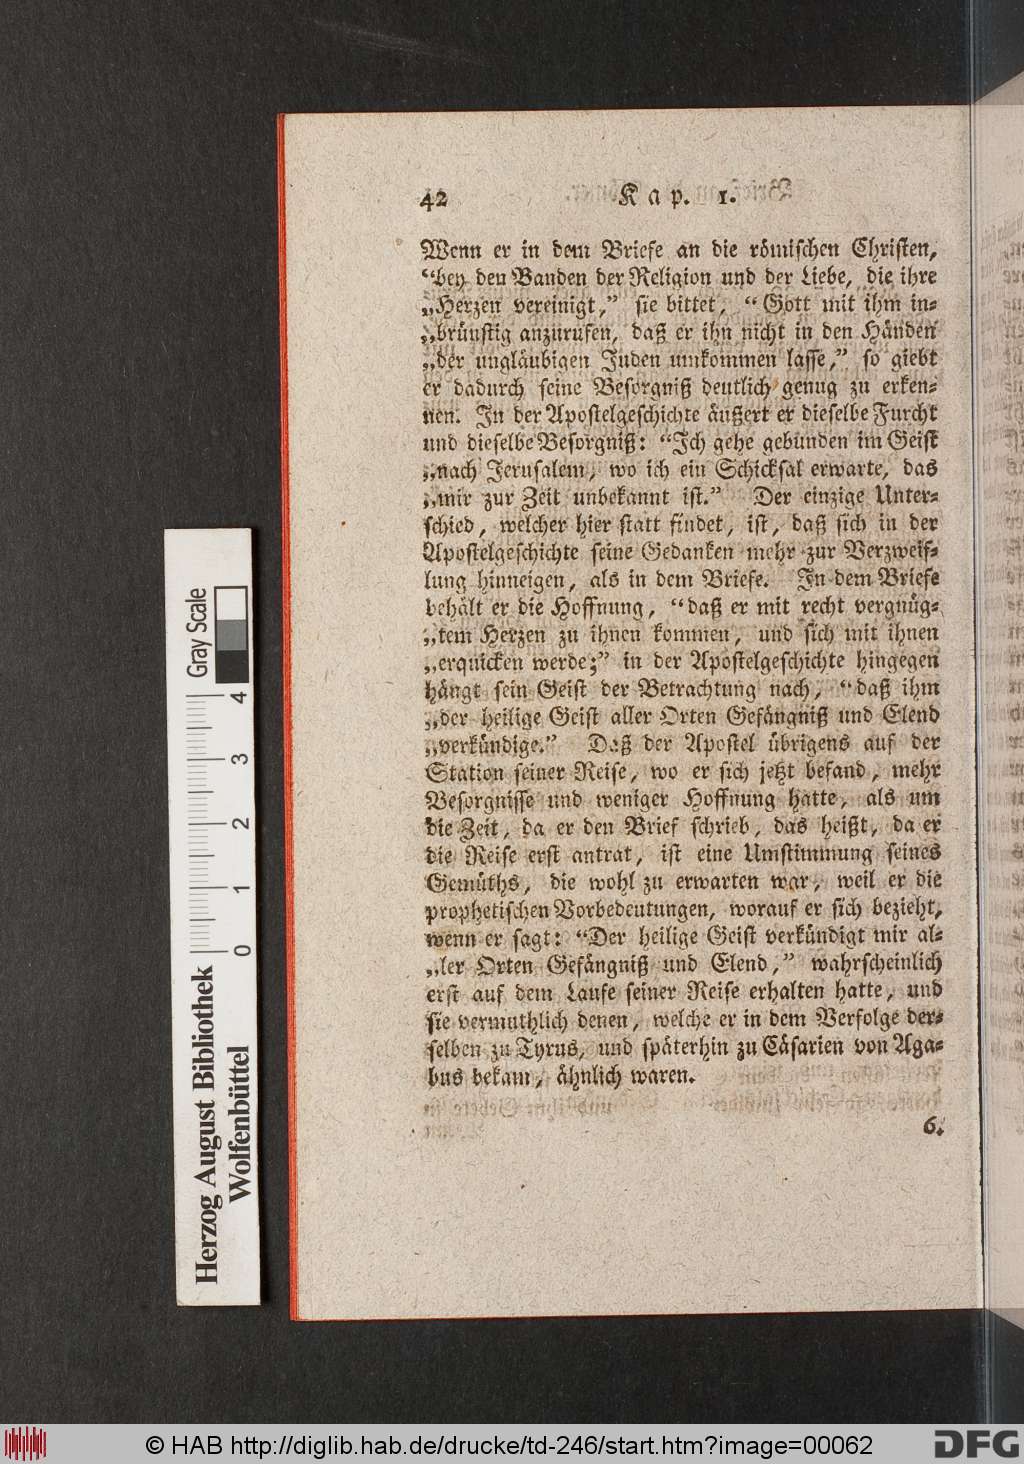 42 Kap. 1.
Wenn er in dem Briefe an die römischen Christen,
“bey den Banden der Religion und der Liebe, die ihre
„Herzen vereinigt,” sie bittet, “Gott mit ihm in-
„brünstig anzurufen, daß er ihn nicht in den Händen
„der ungläubigen Juden umkommen lasse,” so giebt
er dadurch seine Besorgniß deutlich genug zu erken-
nen. In der Apostelgeschichte äußert er dieselbe Furcht
und dieselbe Besorgniß: “Ich gehe gebunden im Geist
„nach Jerusalem, wo ich ein Schicksal erwarte, das
„mir zur Zeit unbekannt ist.” Der einzige Unter-
schied, welcher hier statt findet, ist, daß sich in der
Apostelgeschichte seine Gedanken mehr zur Verzweif-
lung hinneigen, als in dem Briefe. In dem Briefe
behält er die Hoffnung, “daß er mit recht vergnüg-
„tem Herzen zu ihnen kommen, und sich mit ihnen
„erquicken werde;” in der Apostelgeschichte hingegen
hängt sein Geist der Betrachtung nach, “daß ihm
„der heilige Geist aller Orten Gefängniß und Elend
„verkündige.” Daß der Apostel übrigens auf der
Station seiner Reise, wo er sich jetzt befand, mehr
Besorgnisse und weniger Hoffnung hatte, als um
die Zeit, da er den Brief schrieb, das heißt, da er
die Reise erst antrat, ist eine Umstimmung seines
Gemüths, die wohl zu erwarten war, weil er die
prophetischen Vorbedeutungen, worauf er sich bezieht,
wenn er sagt: “Der heilige Geist verkündigt mir al-
„ler Orten Gefängniß und Elend,” wahrscheinlich
erst auf dem Laufe seiner Reise erhalten hatte, und
sie vermuthlich denen, welche er in dem Verfolge der-
selben zu Tyrus, und späterhin zu Cäsarien von Aga-
bus bekam, ähnlich waren.
6.
Herzog August Bibliothek
Wolfenbüttel
0 1 2 3 4
Gray Scale
© HAB http://diglib.hab.de/drucke/td-246/start.htm?image=00062
DFG